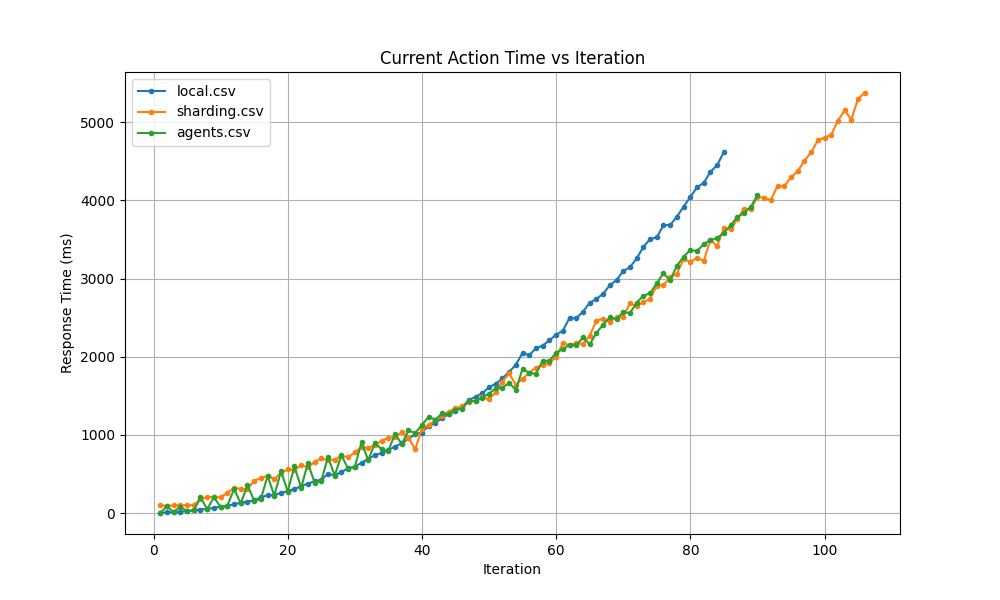 Current Action Time vs Iteration
local.csv
sharding.csv
agents.csv
Response Time (ms)
5000
4000
3000
2000
1000
0
0 20 40 60 80 100
Iteration